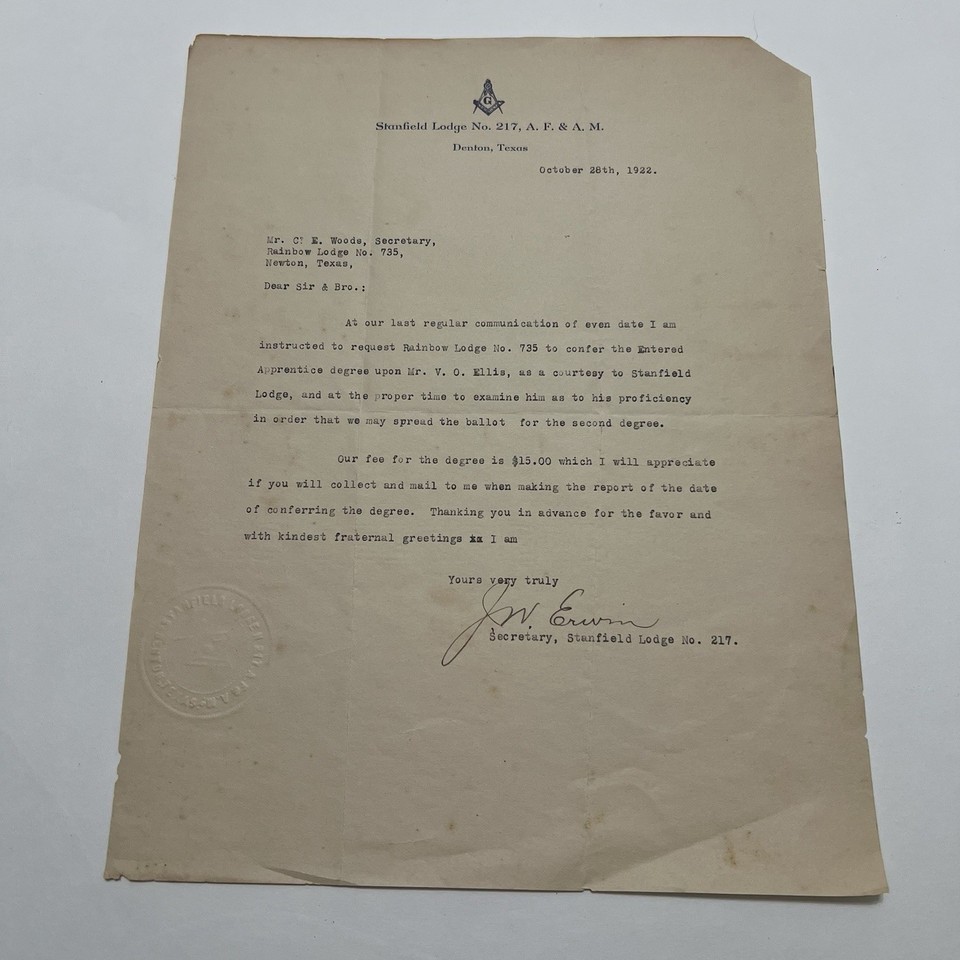 G
Stanfield Lodge No. 217, A. F. & A. M.
Denton, Texas
October 28th, 1922.
Mr. C! E. Woods, Secretary,
Rainbow Lodge No. 735,
Newton, Texas,
Dear Sir & Bro.:
At our last regular communication of even date I am
instructed to request Rainbow Lodge No. 735 to confer the Entered
Apprentice degree upon Mr. V. O. Ellis, as a courtesy to Stanfield
Lodge, and at the proper time to examine him as to his proficiency
in order that we may spread the ballot for the second degree.
Our fee for the degree is $15.00 which I will appreciate
if you will collect and mail to me when making the report of the date
of conferring the degree. Thanking you in advance for the favor and
with kindest fraternal greetings I am
Yours very truly
J W. Erwin
Secretary, Stanfield Lodge No. 217.